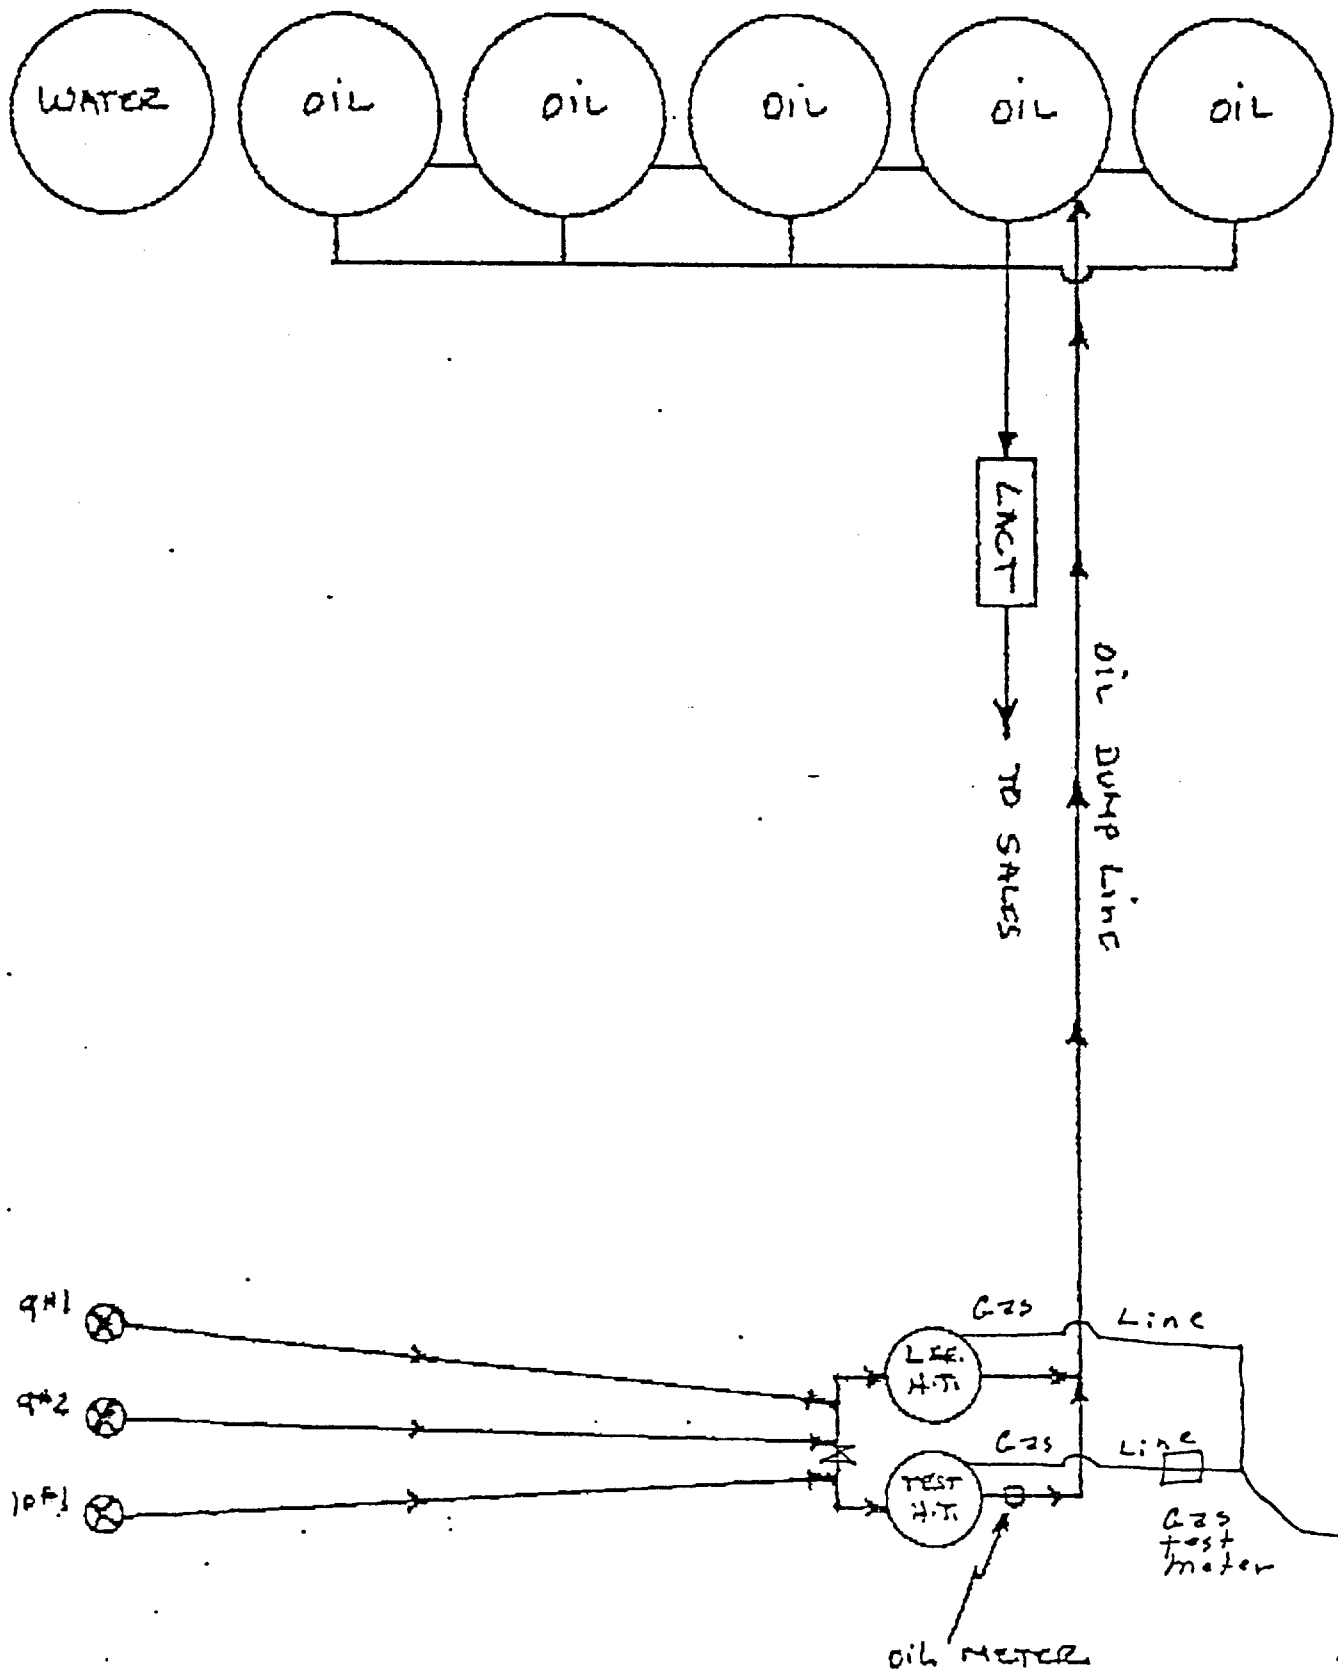 WATER
OIL
OIL
OIL
OIL
OIL
LACT
TO SALES
OIL DUMP LINE
9#1
9#2
10#1
LSE. H.T.
TEST H.T.
Gas Line
Gas Line
Gas test meter
OIL METER